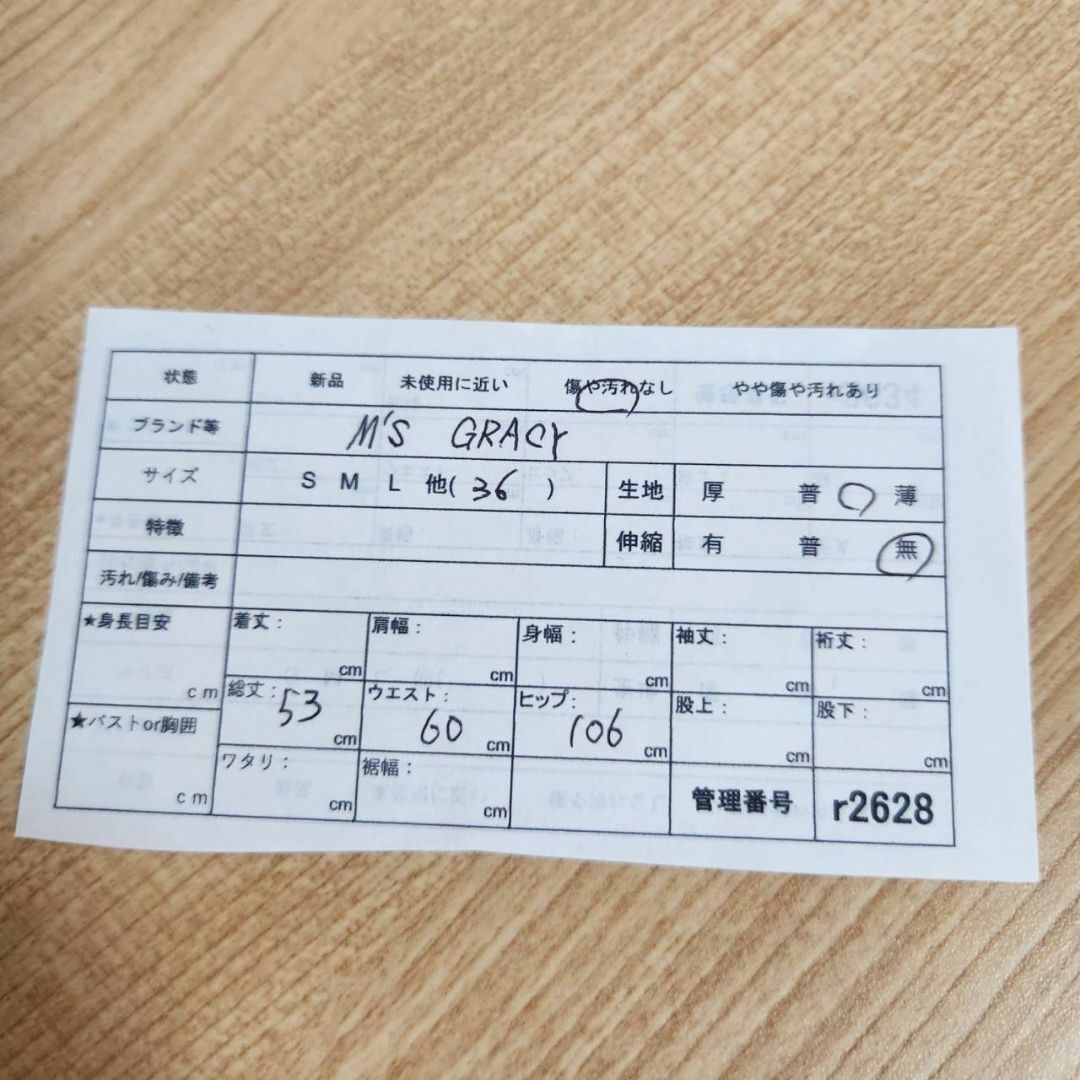 状態 新品 未使用に近い 傷や汚れなし やや傷や汚れあり
ブランド等 M'S GRACY
サイズ S M L 他(36) 生地 厚 普 薄
特徴 伸縮 有 普 無
汚れ/傷み/備考
★身長目安 cm 着丈: cm 肩幅: cm 身幅: cm 袖丈: cm 裄丈: cm
★バストor胸囲 cm 総丈: 53 cm ウエスト: 60 cm ヒップ: 106 cm 股上: cm 股下: cm
ワタリ: cm 裾幅: cm 管理番号 r2628